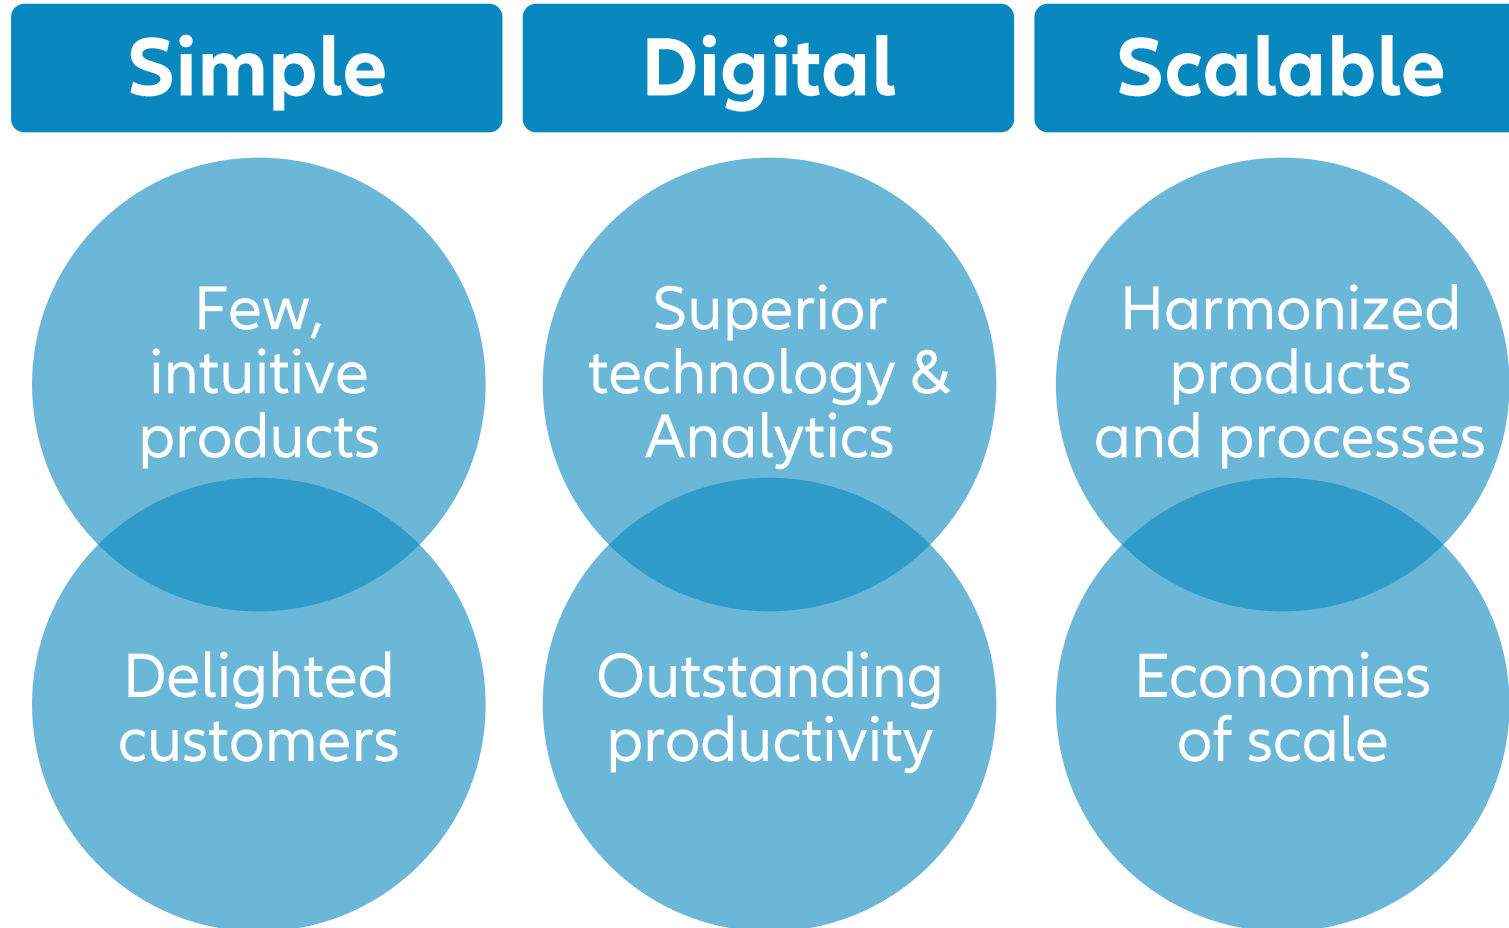 Simple
Few,
intuitive
products
Delighted
customers
Digital
Superior
technology &
Analytics
Outstanding
productivity
Scalable
Harmonized
products
and processes
Economies
of scale